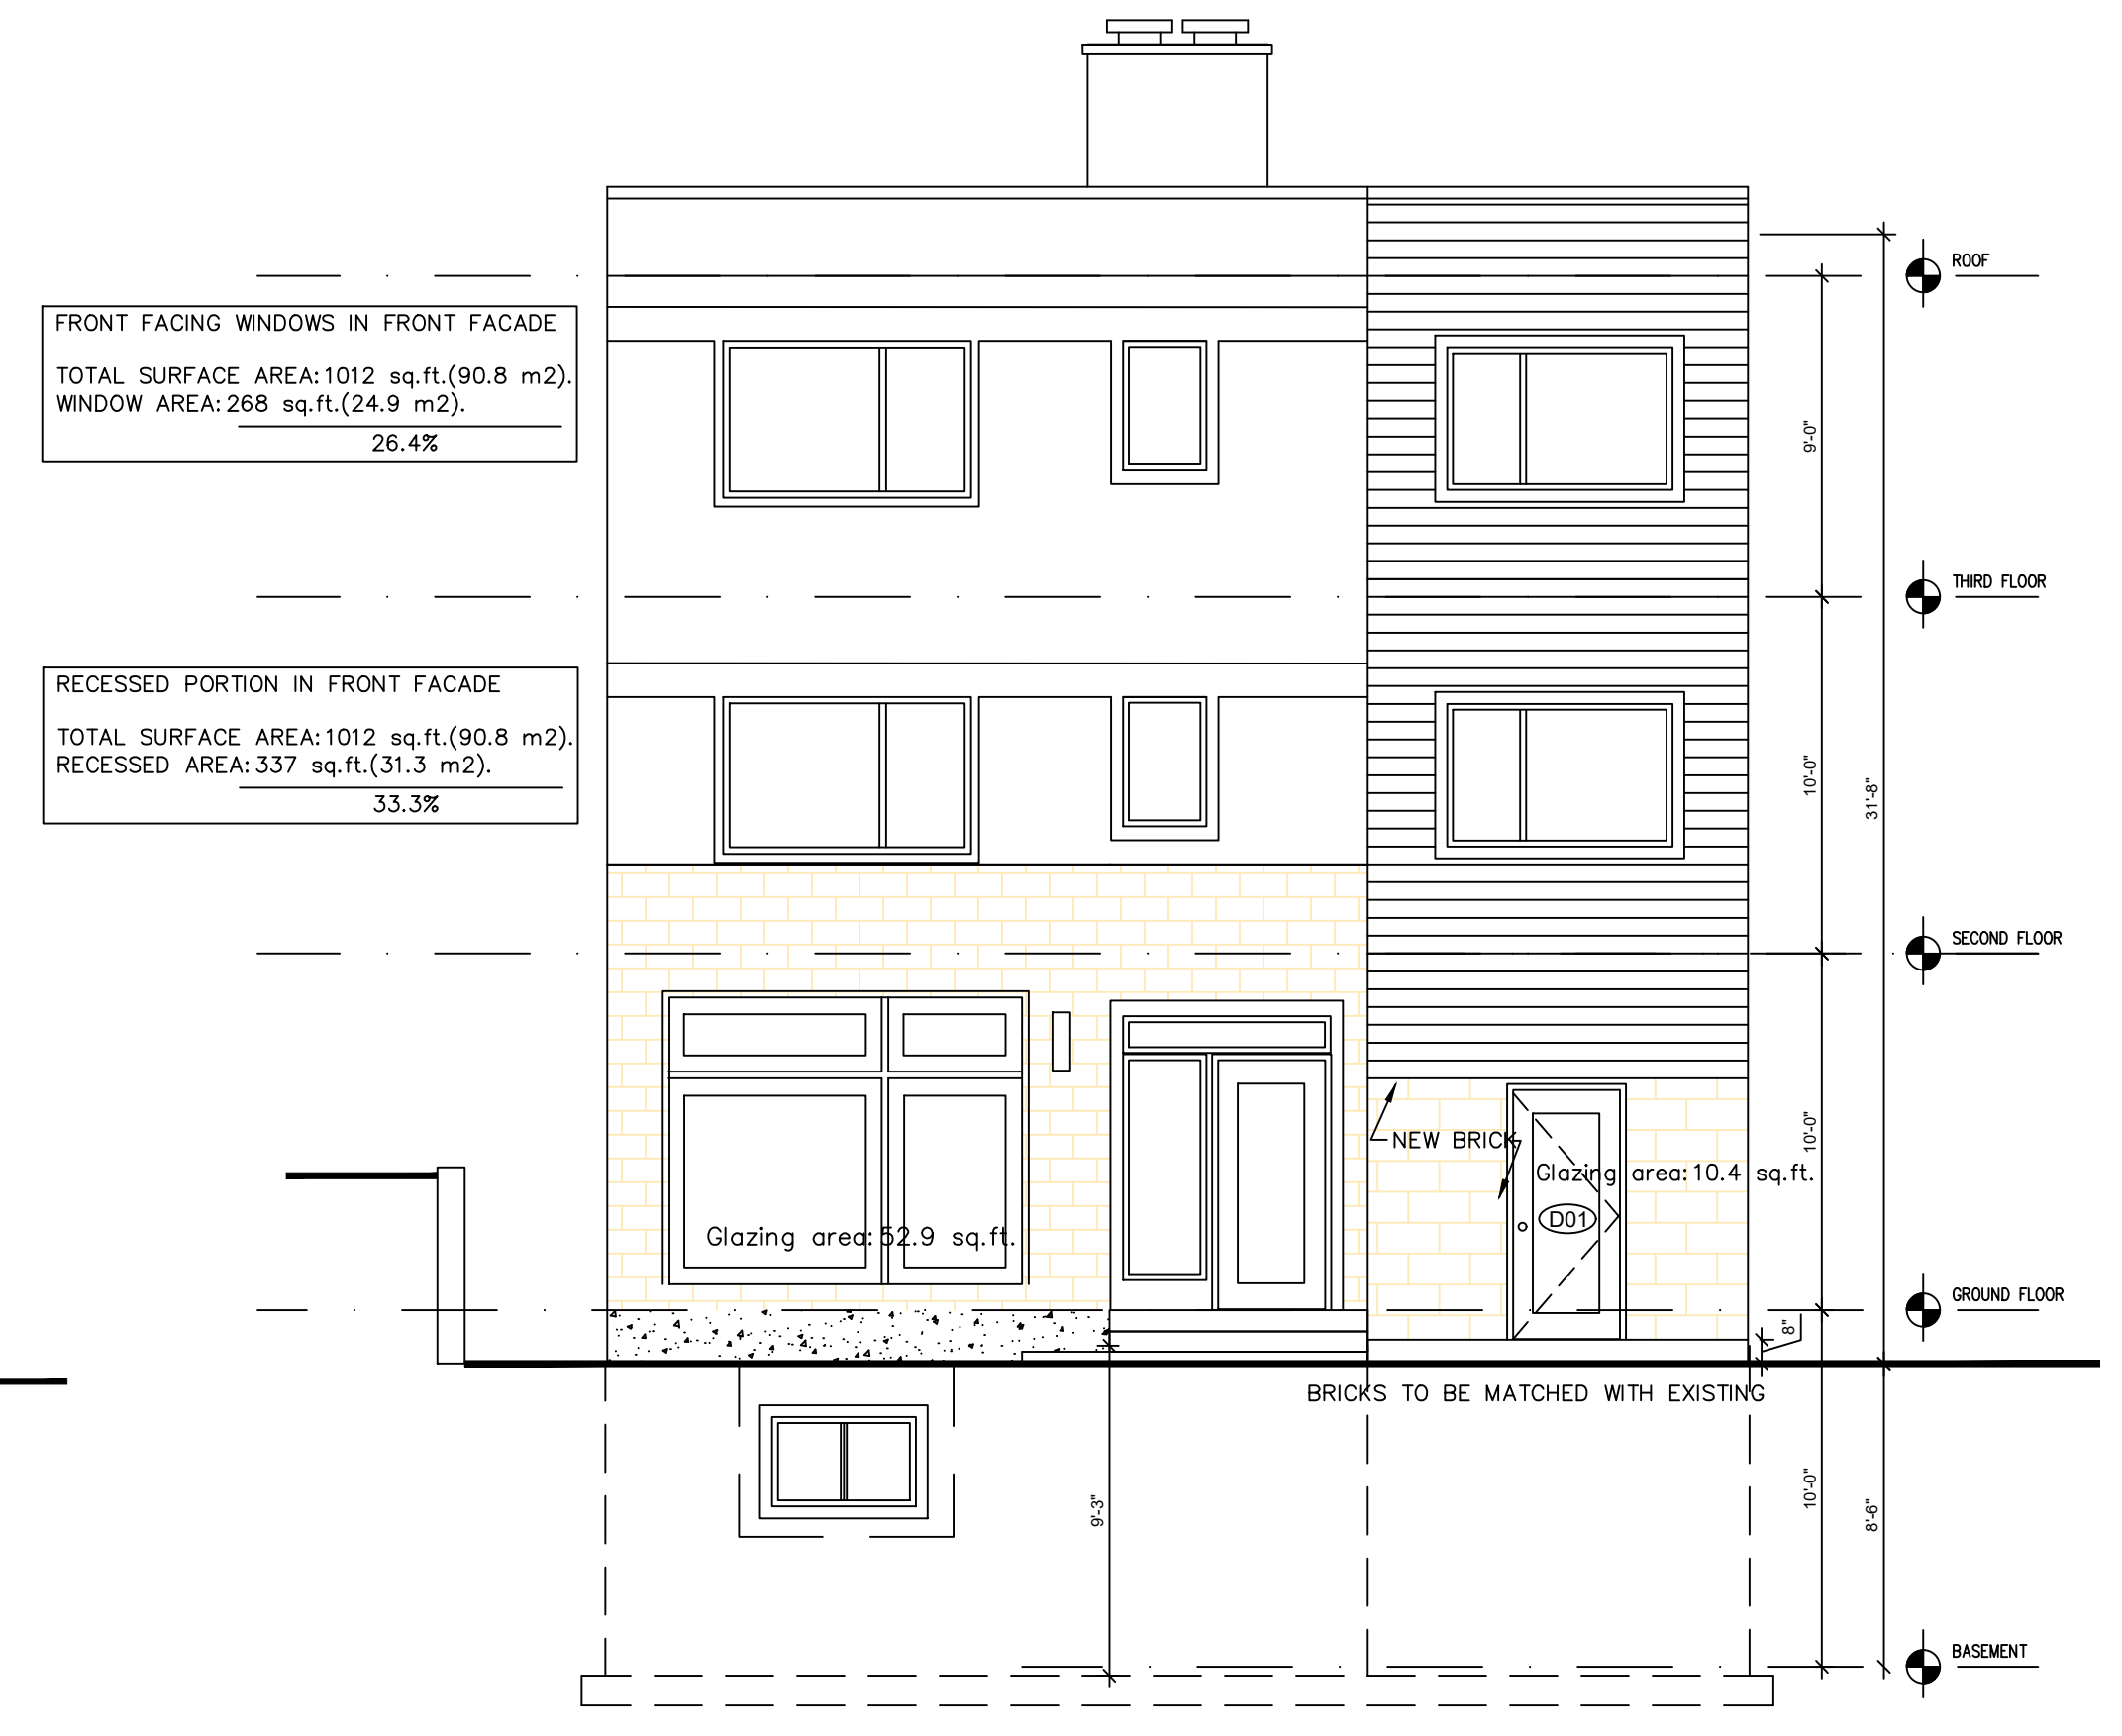 ROOF
FRONT FACING WINDOWS IN FRONT FACADE
TOTAL SURFACE AREA: 1012 sq.ft.(90.8 m2).
WINDOW AREA: 268 sq.ft.(24.9 m2).
26.4%
9'-0"
THIRD FLOOR
RECESSED PORTION IN FRONT FACADE
TOTAL SURFACE AREA: 1012 sq.ft.(90.8 m2).
RECESSED AREA: 337 sq.ft.(31.3 m2).
33.3%
10'-0"
31'-8"
SECOND FLOOR
NEW BRICK
10'-0"
Glazing area: 10.4 sq.ft.
D01
Glazing area: 52.9 sq.ft.
GROUND FLOOR
8"
BRICKS TO BE MATCHED WITH EXISTING
9'-3"
10'-0"
8'-6"
BASEMENT